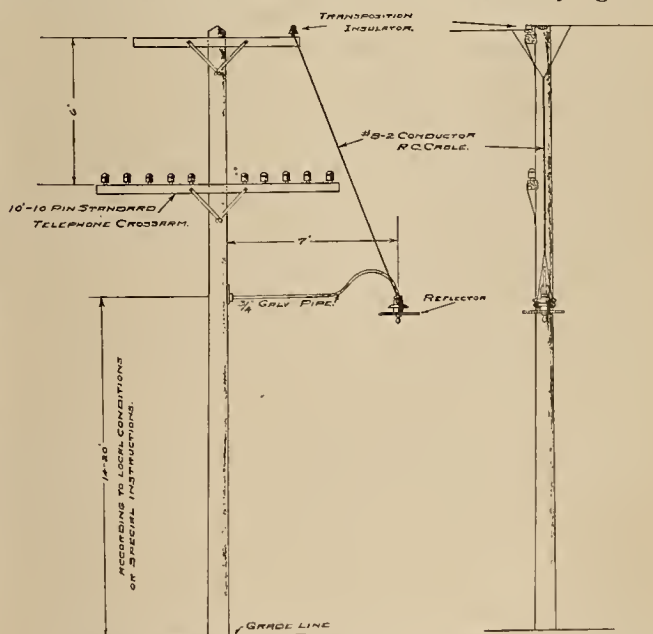 TRANSPOSITION
INSULATOR.
6'
#8-2 CONDUCTOR
R.C. CABLE.
10'-10 PIN STANDARD
TELEPHONE CROSSARM.
7'
3/4" GALV PIPE.
REFLECTOR
14-20'
ACCORDING TO LOCAL CONDITIONS
OR SPECIAL INSTRUCTIONS.
GRADE LINE